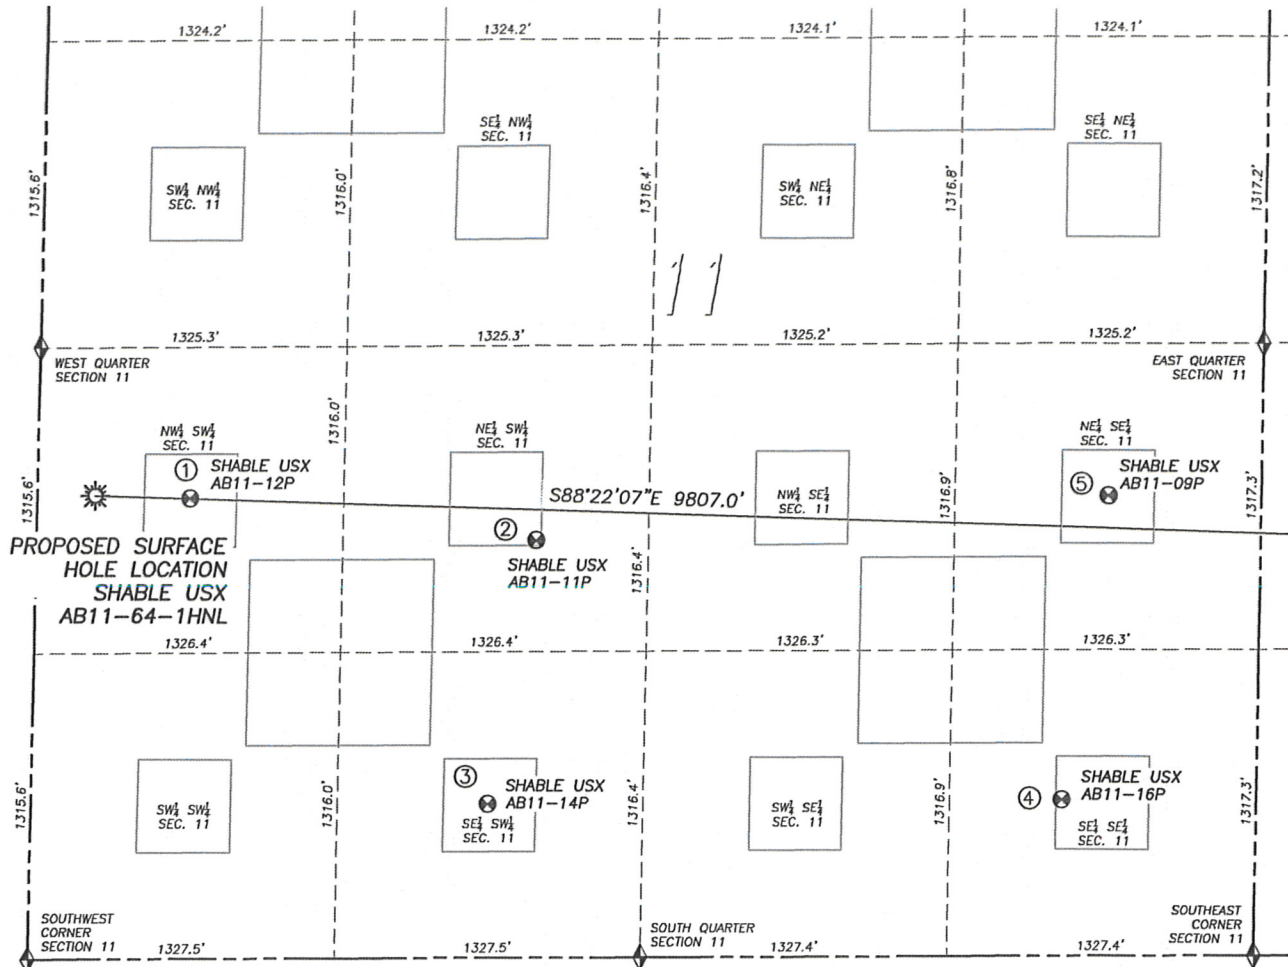 1324.2'
1324.2'
1324.1'
1324.1'
SE¼ NW¼
SEC. 11
SE¼ NE¼
SEC. 11
SW¼ NW¼
SEC. 11
SW¼ NE¼
SEC. 11
1315.6'
1316.0'
1316.4'
1316.8'
1317.2'
11
1325.3'
1325.3'
1325.2'
1325.2'
WEST QUARTER
SECTION 11
EAST QUARTER
SECTION 11
1316.0'
NW¼ SW¼
SEC. 11
NE¼ SW¼
SEC. 11
NE¼ SE¼
SEC. 11
1 SHABLE USX
AB11-12P
5 SHABLE USX
AB11-09P
1315.6'
S88°22'07"E 9807.0'
NW¼ SE¼
SEC. 11
1316.9'
1317.3'
2
SHABLE USX
AB11-11P
1316.4'
PROPOSED SURFACE
HOLE LOCATION
SHABLE USX
AB11-64-1HNL
1326.4'
1326.4'
1326.3'
1326.3'
3 SHABLE USX
AB11-14P
4 SHABLE USX
AB11-16P
1315.6'
SW¼ SW¼
SEC. 11
1316.0'
SE¼ SW¼
SEC. 11
1316.4'
SW¼ SE¼
SEC. 11
1316.9'
SE¼ SE¼
SEC. 11
1317.3'
SOUTHWEST
CORNER
SECTION 11
SOUTH QUARTER
SECTION 11
SOUTHEAST
CORNER
SECTION 11
1327.5'
1327.5'
1327.4'
1327.4'